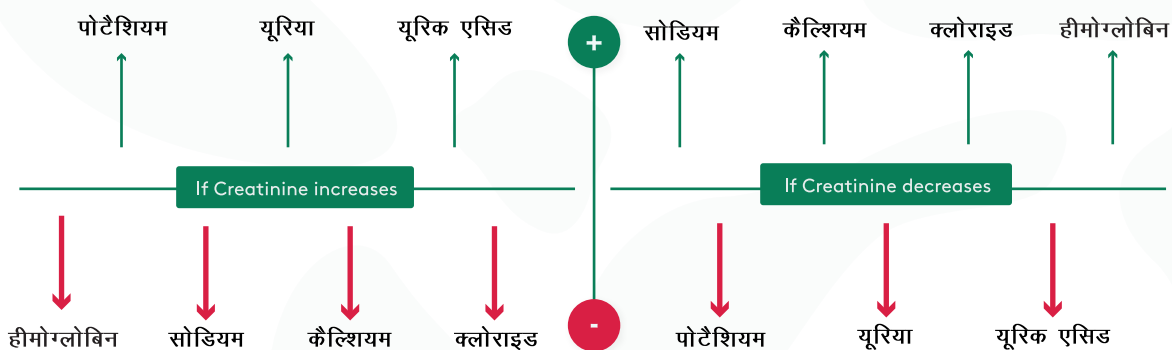 पोटैशियम यूरिया यूरिक एसिड + सोडियम कैल्शियम क्लोराइड हीमोग्लोबिन
If Creatinine increases If Creatinine decreases
हीमोग्लोबिन सोडियम कैल्शियम क्लोराइड - पोटैशियम यूरिया यूरिक एसिड